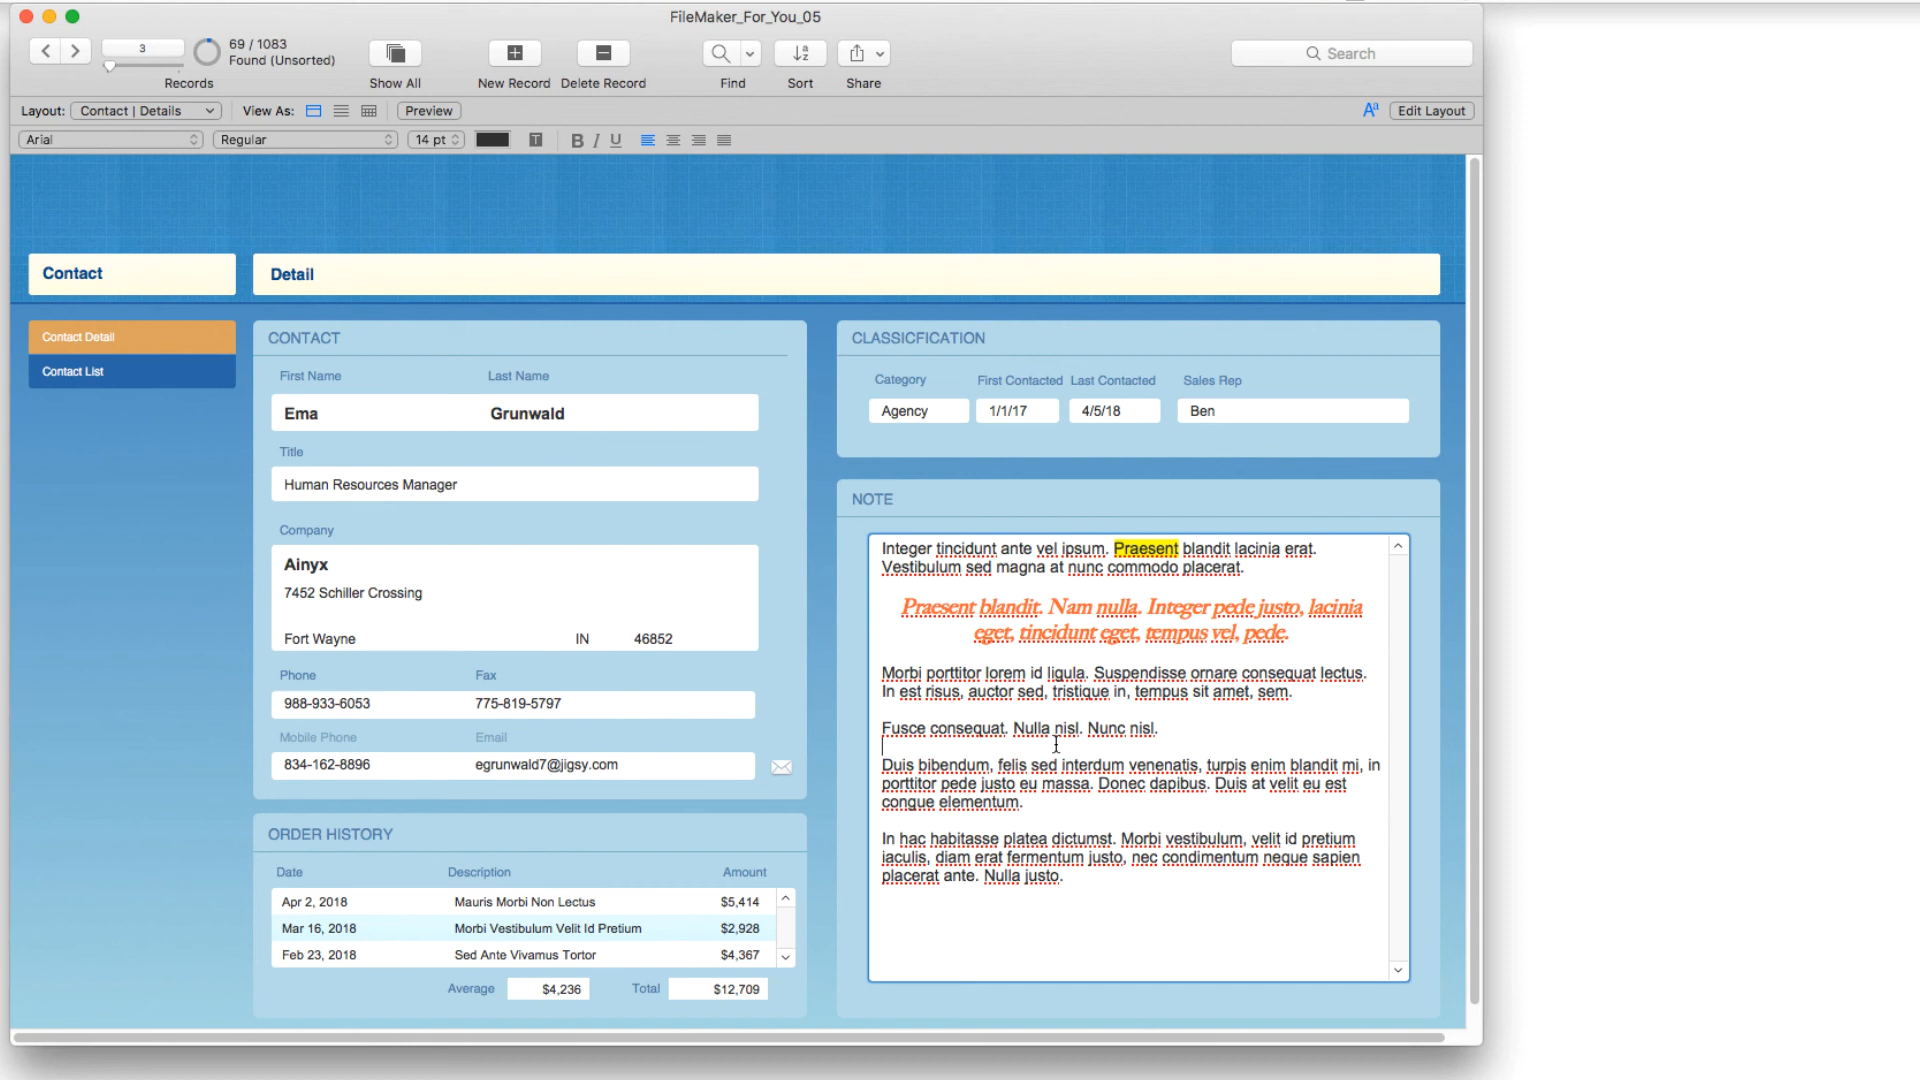 FileMaker_For_You_05
3
69 / 1083
Found (Unsorted)
Records
Show All
New Record
Delete Record
Find
Sort
Share
Search
Layout: Contact | Details
View As:
Preview
Aa
Edit Layout
Arial
Regular
14 pt
B I U
Contact
Detail
Contact Detail
Contact List
CONTACT
First Name
Last Name
Ema
Grunwald
Title
Human Resources Manager
Company
Ainyx
7452 Schiller Crossing
Fort Wayne IN 46852
Phone
Fax
988-933-6053
775-819-5797
Mobile Phone
Email
834-162-8896
egrunwald7@jigsy.com
ORDER HISTORY
Date Description Amount
Apr 2, 2018 Mauris Morbi Non Lectus $5,414
Mar 16, 2018 Morbi Vestibulum Velit Id Pretium $2,928
Feb 23, 2018 Sed Ante Vivamus Tortor $4,367
Average $4,236 Total $12,709
CLASSICFICATION
Category First Contacted Last Contacted Sales Rep
Agency 1/1/17 4/5/18 Ben
NOTE
Integer tincidunt ante vel ipsum. Praesent blandit lacinia erat.
Vestibulum sed magna at nunc commodo placerat.
Praesent blandit. Nam nulla. Integer pede justo, lacinia
eget, tincidunt eget, tempus vel, pede.
Morbi porttitor lorem id ligula. Suspendisse ornare consequat lectus.
In est risus, auctor sed, tristique in, tempus sit amet, sem.
Fusce consequat. Nulla nisl. Nunc nisl.
Duis bibendum, felis sed interdum venenatis, turpis enim blandit mi, in
porttitor pede justo eu massa. Donec dapibus. Duis at velit eu est
congue elementum.
In hac habitasse platea dictumst. Morbi vestibulum, velit id pretium
iaculis, diam erat fermentum justo, nec condimentum neque sapien
placerat ante. Nulla justo.